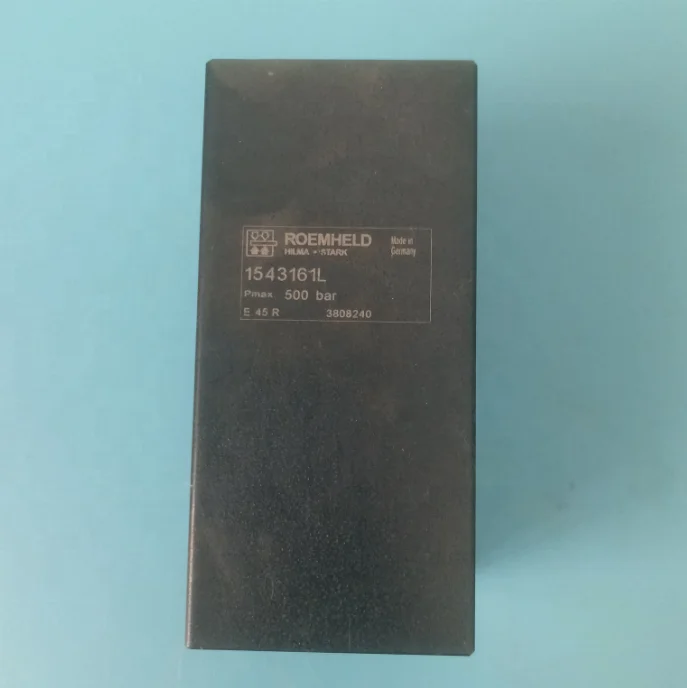 ROEMHELD
HILMA - STARK
Made in
Germany
1543161L
Pmax 500 bar
E 45 R 3808240